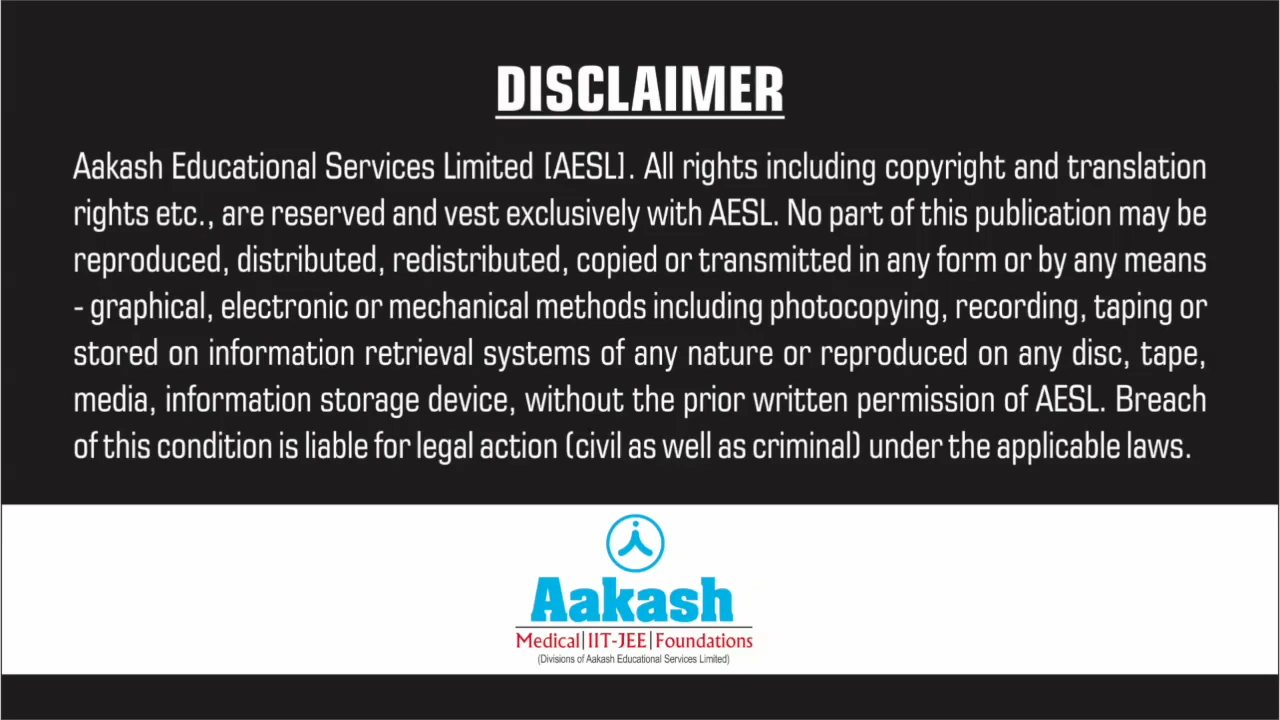 DISCLAIMER
Aakash Educational Services Limited [AESL]. All rights including copyright and translation
rights etc., are reserved and vest exclusively with AESL. No part of this publication may be
reproduced, distributed, redistributed, copied or transmitted in any form or by any means
- graphical, electronic or mechanical methods including photocopying, recording, taping or
stored on information retrieval systems of any nature or reproduced on any disc, tape,
media, information storage device, without the prior written permission of AESL. Breach
of this condition is liable for legal action (civil as well as criminal) under the applicable laws.
Aakash
Medical|IIT-JEE|Foundations
(Divisions of Aakash Educational Services Limited)